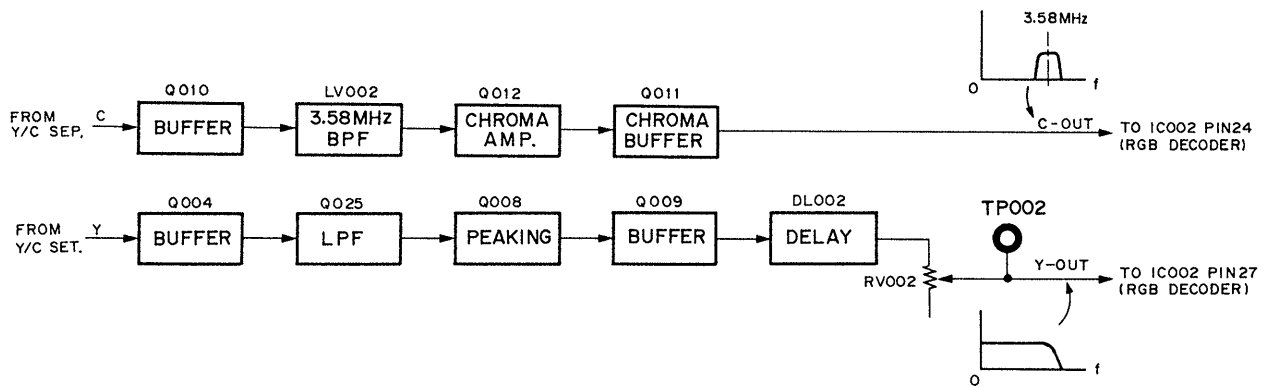 3.58MHz
O
f
FROM
Y/C SEP,
C
Q010
BUFFER
LV002
3.58MHz
BPF
Q012
CHROMA
AMP.
Q011
CHROMA
BUFFER
C-OUT
TO IC002 PIN24
(RGB DECODER)
FROM
Y/C SET.
Y
Q004
BUFFER
Q025
LPF
Q008
PEAKING
Q009
BUFFER
DL002
DELAY
RV002
TP002
Y-OUT
TO IC002 PIN27
(RGB DECODER)
O
f